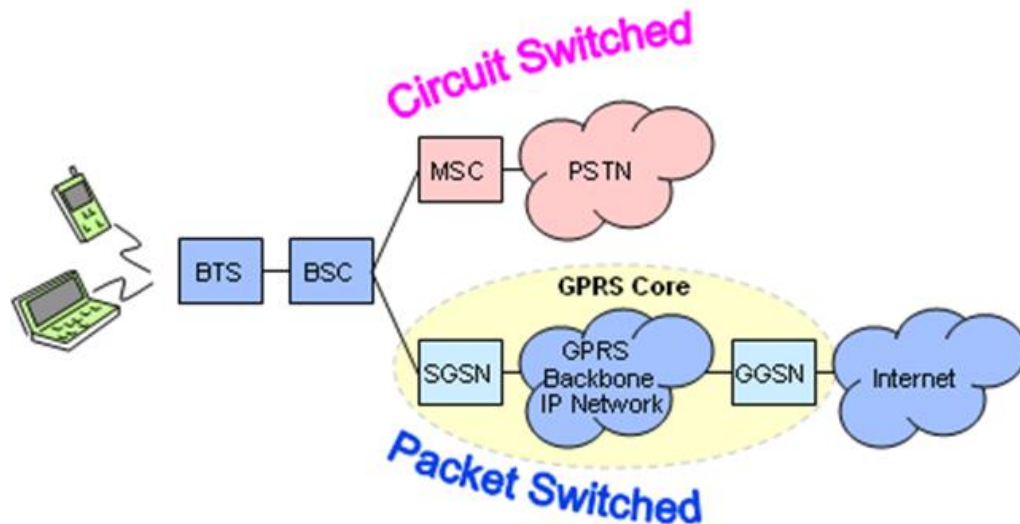 Circuit Switched
MSC
PSTN
BTS
BSC
GPRS Core
SGSN
GPRS
Backbone
IP Network
GGSN
Internet
Packet Switched